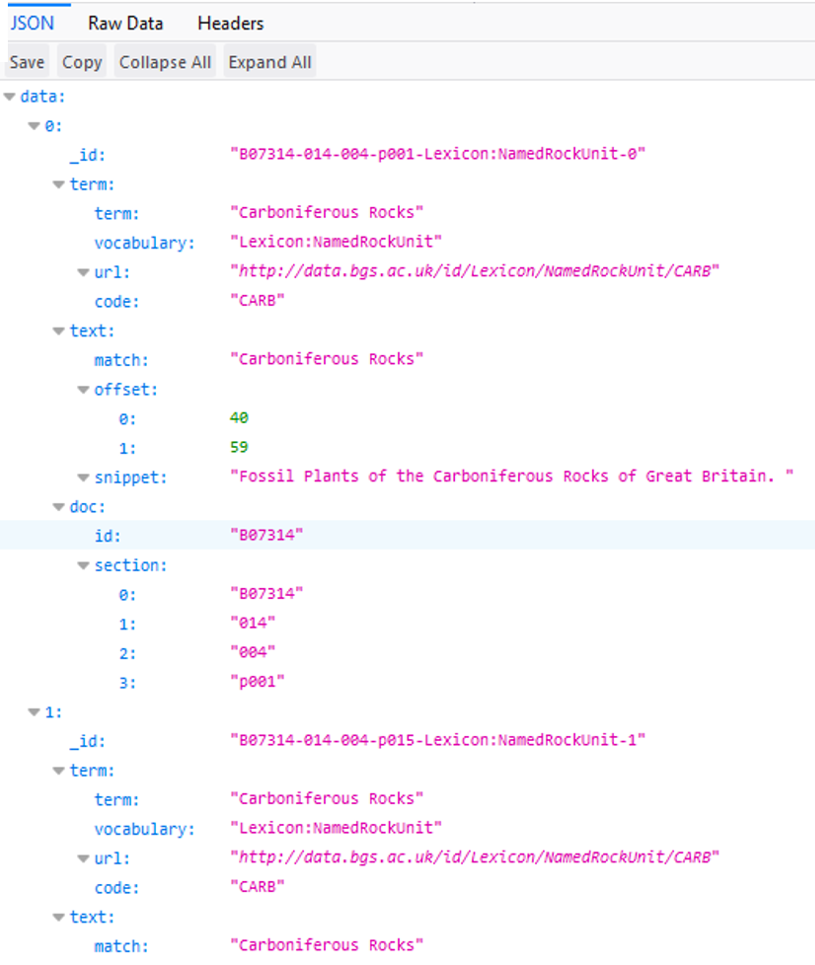 JSON Raw Data Headers
Save Copy Collapse All Expand All
data:
0:
_id: "B07314-014-004-p001-Lexicon:NamedRockUnit-0"
term:
term: "Carboniferous Rocks"
vocabulary: "Lexicon:NamedRockUnit"
url: "http://data.bgs.ac.uk/id/Lexicon/NamedRockUnit/CARB"
code: "CARB"
text:
match: "Carboniferous Rocks"
offset:
0: 40
1: 59
snippet: "Fossil Plants of the Carboniferous Rocks of Great Britain. "
doc:
id: "B07314"
section:
0: "B07314"
1: "014"
2: "004"
3: "p001"
1:
_id: "B07314-014-004-p015-Lexicon:NamedRockUnit-1"
term:
term: "Carboniferous Rocks"
vocabulary: "Lexicon:NamedRockUnit"
url: "http://data.bgs.ac.uk/id/Lexicon/NamedRockUnit/CARB"
code: "CARB"
text:
match: "Carboniferous Rocks"